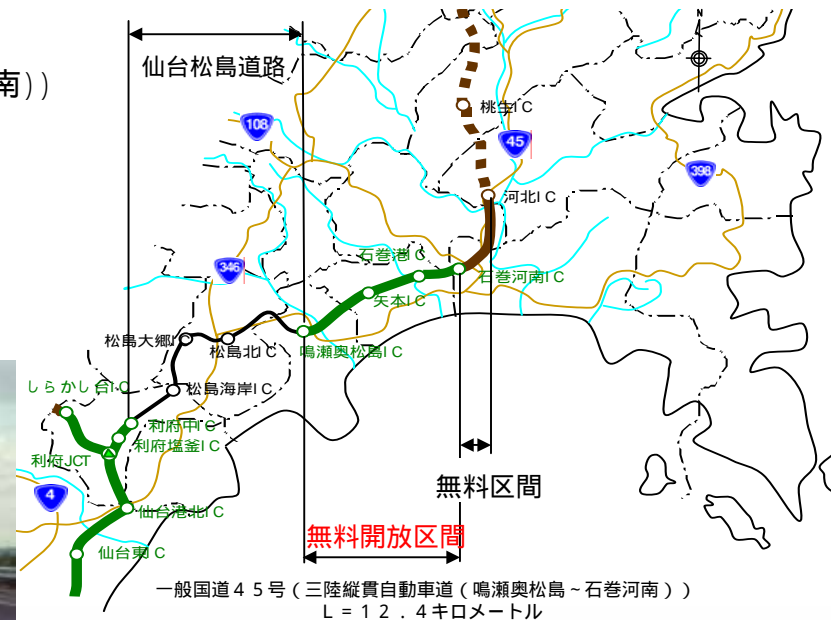 南))
仙台松島道路
N
108
桃生IC
45
398
河北IC
石巻港IC
石巻河南IC
346
矢本IC
松島大郷I
松島北IC
鳴瀬奥松島IC
しらかし台IC
松島海岸IC
利府中IC
利府塩釜IC
利府JCT
4
仙台港北IC
仙台東IC
無料区間
無料開放区間
一般国道45号(三陸縦貫自動車道(鳴瀬奥松島~石巻河南))
L=12.4キロメートル